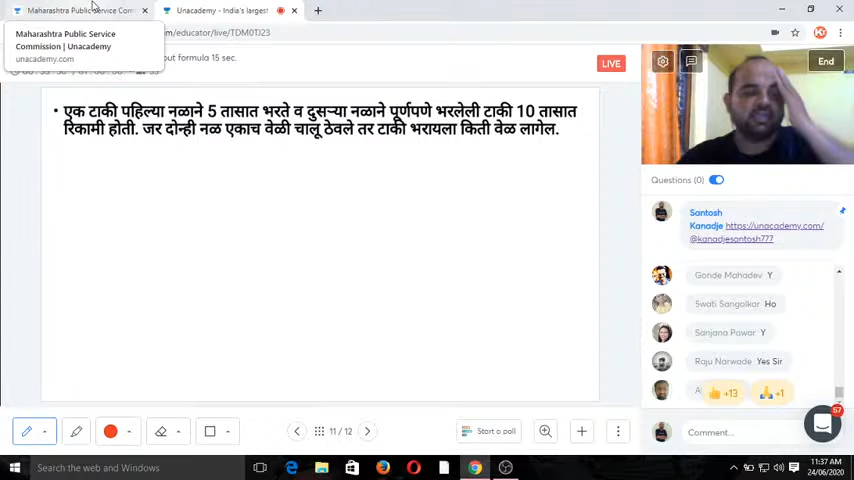 Maharashtra Public Service Com
Unacademy - India's largest
Maharashtra Public Service
Commission | Unacademy
unacademy.com
om/educator/live/TDM0TJ23
out formula 15 sec.
LIVE
End
• एक टाकी पहिल्या नळाने 5 तासात भरते व दुसऱ्या नळाने पूर्णपणे भरलेली टाकी 10 तासात
रिकामी होती. जर दोन्ही नळ एकाच वेळी चालू ठेवले तर टाकी भरायला किती वेळ लागेल.
Questions (0)
Santosh
Kanadje https://unacademy.com/
@kanadjesantosh777
Gonde Mahadev Y
Swati Sangolkar Ho
Sanjana Pawar Y
Raju Narwade Yes Sir
+13
+1
11 / 12
Start a poll
57
Comment...
Search the web and Windows
11:37 AM
24/06/2020